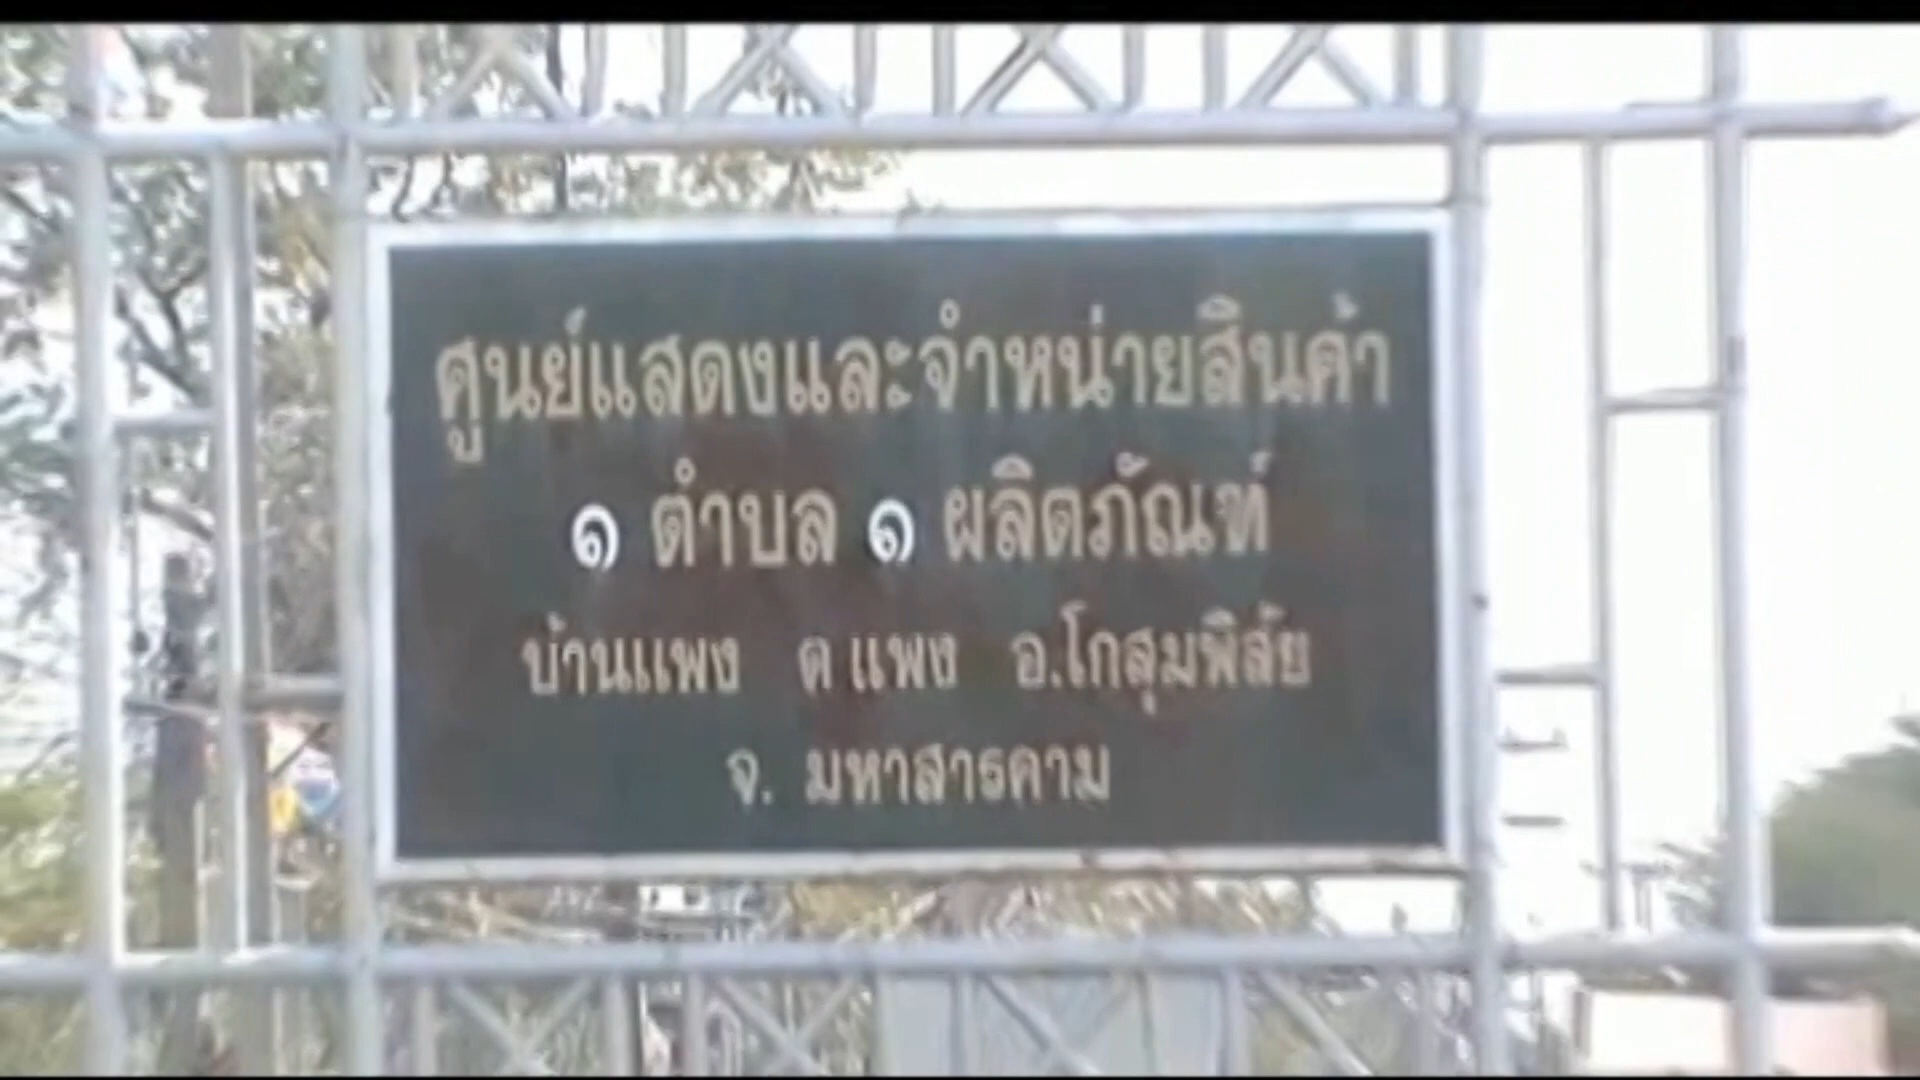 ศูนย์แสดงและจำหน่ายสินค้า
๑ ตำบล ๑ ผลิตภัณฑ์
บ้านแพง ต แพง อ.โกสุมพิสัย
จ. มหาสารคาม